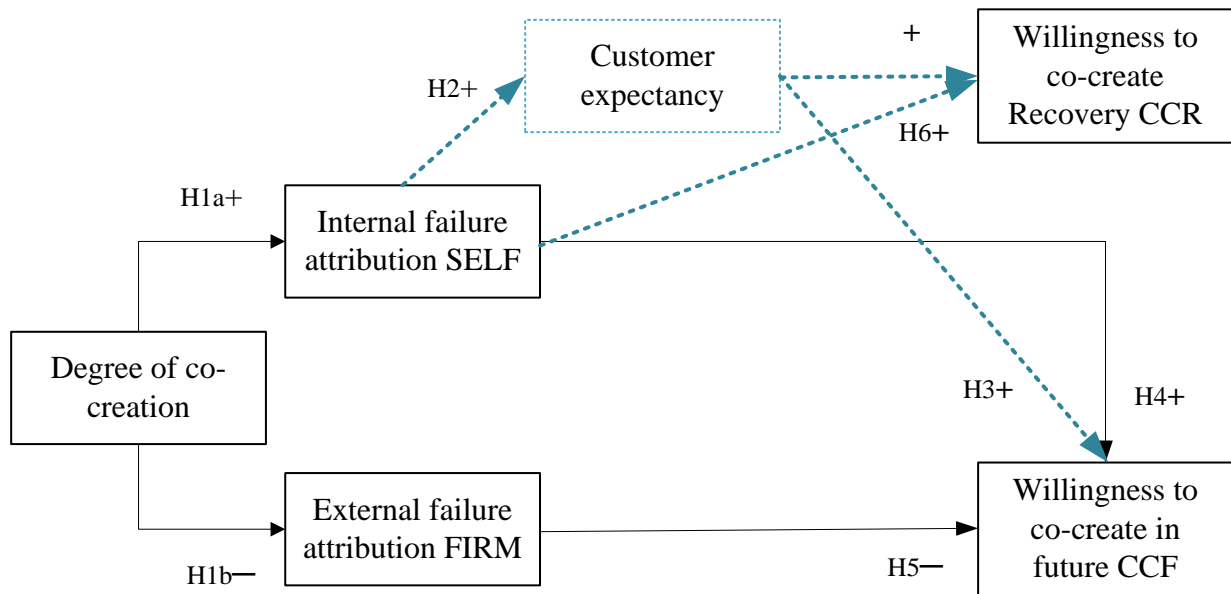 Customer
expectancy
+
Willingness to
co-create
Recovery CCR
H2+
H6+
H1a+
Internal failure
attribution SELF
Degree of co-
creation
H3+
H4+
External failure
attribution FIRM
Willingness to
co-create in
future CCF
H1b—
H5—